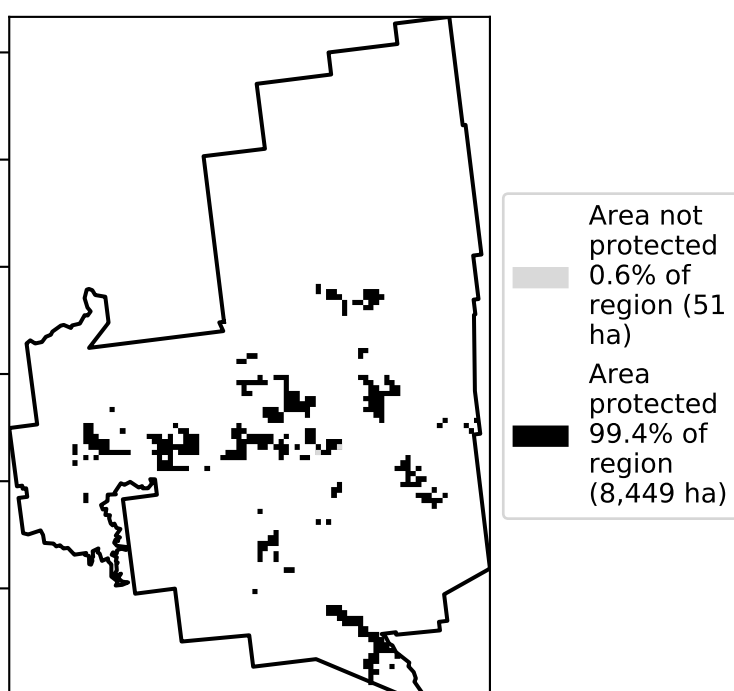 Area not
protected
0.6% of
region (51
ha)
Area
protected
99.4% of
region
(8,449 ha)